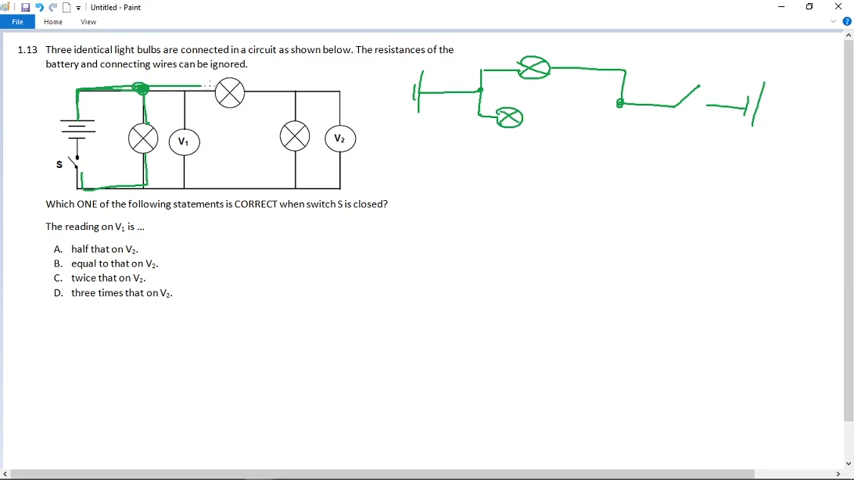 Untitled - Paint
File Home View
1.13 Three identical light bulbs are connected in a circuit as shown below. The resistances of the
battery and connecting wires can be ignored.
V₁
V₂
S
Which ONE of the following statements is CORRECT when switch S is closed?
The reading on V₁ is ...
A. half that on V₂.
B. equal to that on V₂.
C. twice that on V₂.
D. three times that on V₂.